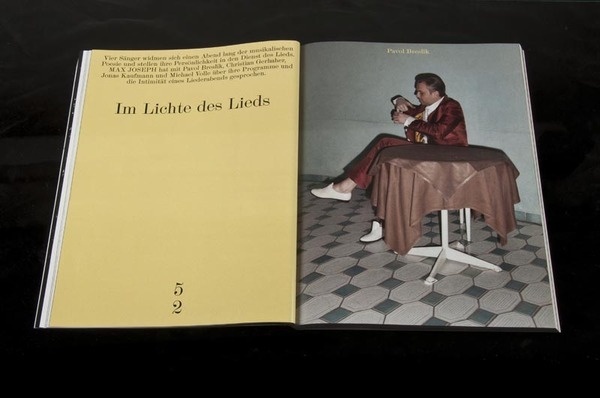 Vier Sänger widmen sich einen Abend lang der musikalischen
Poesie und stellen ihre Persönlichkeit in den Dienst des Lieds.
MAX JOSEPH hat mit Pavol Breslik, Christian Gerhaher,
Jonas Kaufmann und Michael Volle über ihre Programme und
die Intimität eines Liederabends gesprochen.
Im Lichte des Lieds
5
2
Pavol Breslik